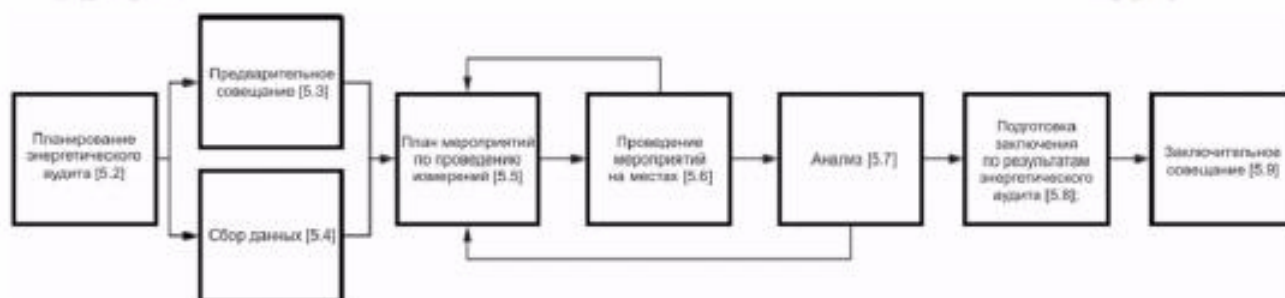 Планирование
энергетического
аудита [5.2]
Предварительное
совещание [5.3]
Сбор данных [5.4]
План мероприятий
по проведению
измерений [5.5]
Проведение
мероприятий
на местах [5.6]
Анализ [5.7]
Подготовка
заключения
по результатам
энергетического
аудита [5.8];
Заключительное
совещание [5.9]